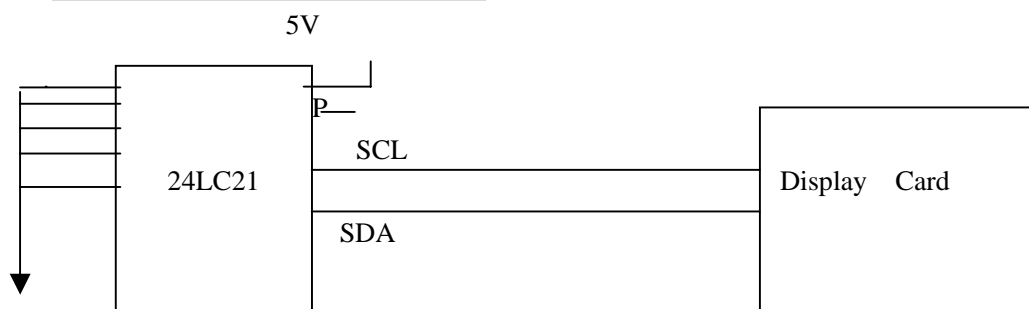 5V
P
SCL
24LC21
Display Card
SDA